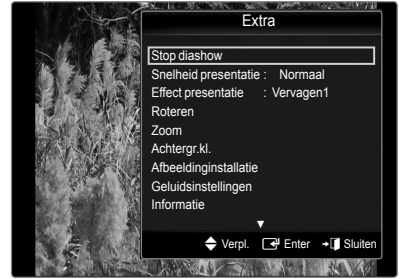 Extra
Stop diashow
Snelheid presentatie : Normaal
Effect presentatie : Vervagen1
Roteren
Zoom
Achtergr.kl.
Afbeeldinginstallatie
Geluidsinstellingen
Informatie
Verpl. Enter Sluiten